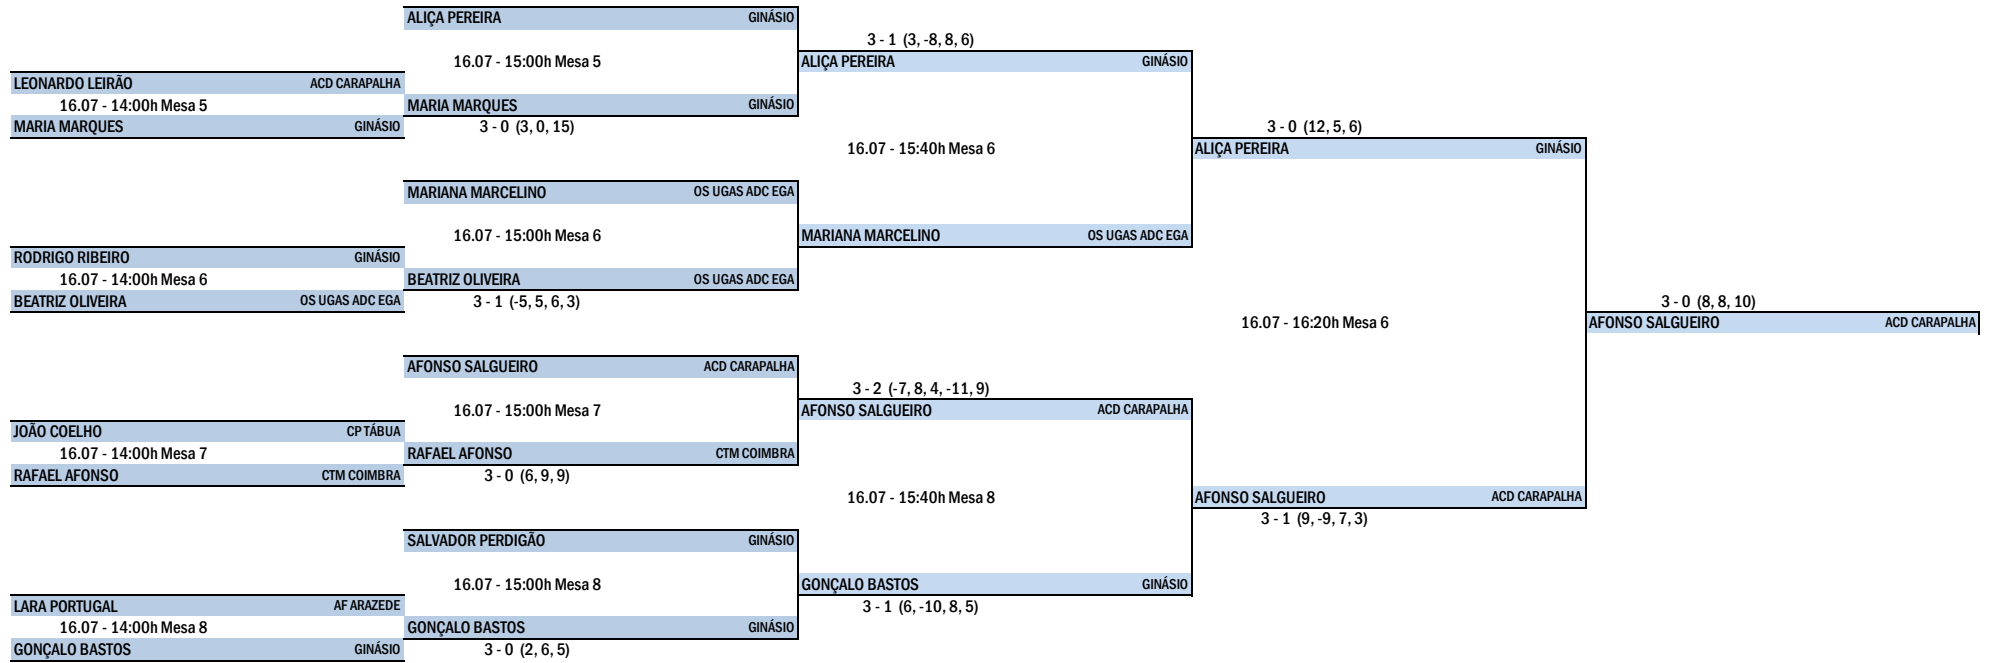 ALIÇA PEREIRA GINÁSIO
3 - 1 (3, -8, 8, 6)
16.07 - 15:00h Mesa 5 ALIÇA PEREIRA GINÁSIO
LEONARDO LEIRÃO ACD CARAPALHA
16.07 - 14:00h Mesa 5 MARIA MARQUES GINÁSIO
MARIA MARQUES GINÁSIO 3 - 0 (3, 0, 15) 3 - 0 (12, 5, 6)
16.07 - 15:40h Mesa 6 ALIÇA PEREIRA GINÁSIO
MARIANA MARCELINO OS UGAS ADC EGA
16.07 - 15:00h Mesa 6 MARIANA MARCELINO OS UGAS ADC EGA
RODRIGO RIBEIRO GINÁSIO
16.07 - 14:00h Mesa 6 BEATRIZ OLIVEIRA OS UGAS ADC EGA
BEATRIZ OLIVEIRA OS UGAS ADC EGA 3 - 1 (-5, 5, 6, 3) 3 - 0 (8, 8, 10)
16.07 - 16:20h Mesa 6 AFONSO SALGUEIRO ACD CARAPALHA
AFONSO SALGUEIRO ACD CARAPALHA
3 - 2 (-7, 8, 4, -11, 9)
16.07 - 15:00h Mesa 7 AFONSO SALGUEIRO ACD CARAPALHA
JOÃO COELHO CP TÁBUA
16.07 - 14:00h Mesa 7 RAFAEL AFONSO CTM COIMBRA
RAFAEL AFONSO CTM COIMBRA 3 - 0 (6, 9, 9)
16.07 - 15:40h Mesa 8 AFONSO SALGUEIRO ACD CARAPALHA
3 - 1 (9, -9, 7, 3)
SALVADOR PERDIGÃO GINÁSIO
16.07 - 15:00h Mesa 8 GONÇALO BASTOS GINÁSIO
LARA PORTUGAL AF ARAZEDE 3 - 1 (6, -10, 8, 5)
16.07 - 14:00h Mesa 8 GONÇALO BASTOS GINÁSIO
GONÇALO BASTOS GINÁSIO 3 - 0 (2, 6, 5)